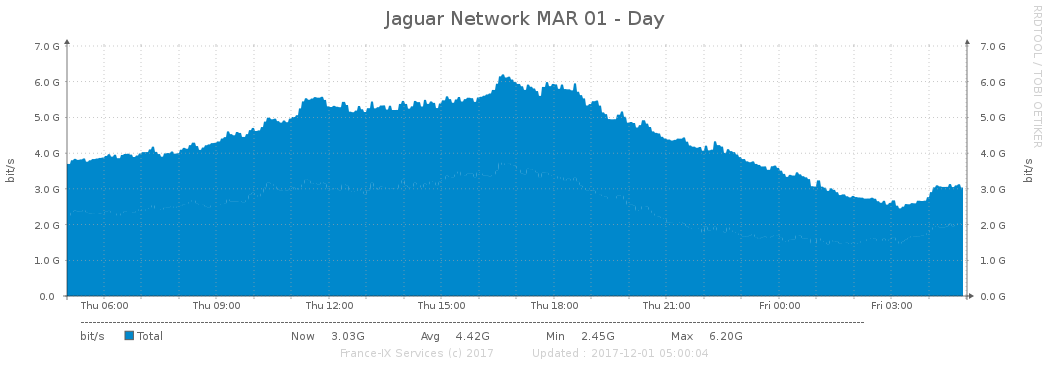 Jaguar Network MAR 01 - Day
RRDTOOL / TOBI OETIKER
7.0 G 7.0 G
6.0 G 6.0 G
5.0 G 5.0 G
4.0 G 4.0 G
3.0 G 3.0 G
2.0 G 2.0 G
1.0 G 1.0 G
0.0 0.0 G
bit/s bit/s
Thu 06:00 Thu 09:00 Thu 12:00 Thu 15:00 Thu 18:00 Thu 21:00 Fri 00:00 Fri 03:00
bit/s Total Now 3.03G Avg 4.42G Min 2.45G Max 6.20G
France-IX Services (c) 2017 Updated : 2017-12-01 05:00:04